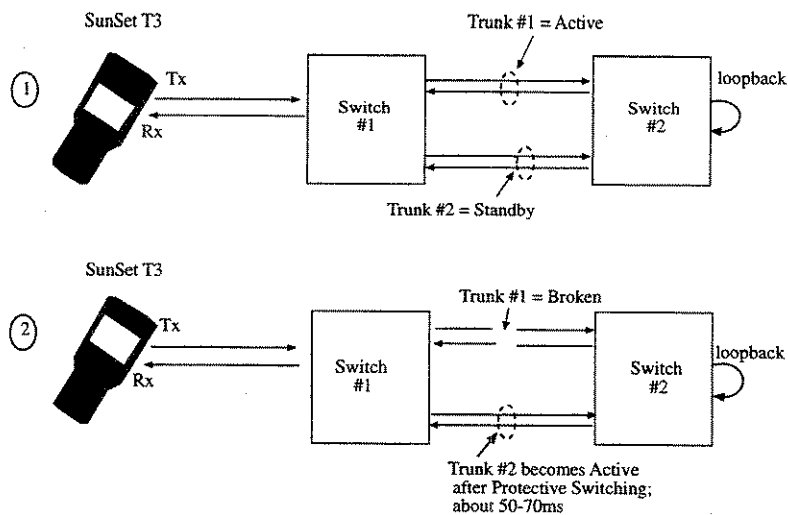 SunSet T3
Trunk #1 = Active
1
Tx
Rx
Switch
#1
Switch
#2
loopback
Trunk #2 = Standby
SunSet T3
Trunk #1 = Broken
2
Tx
Rx
Switch
#1
Switch
#2
loopback
Trunk #2 becomes Active
after Protective Switching;
about 50-70ms